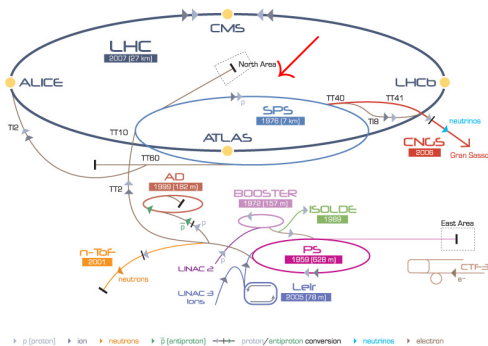 CMS
LHC
2007 [27 km]
North Area
ALICE
LHCb
TT40
TT41
SPS
1976 [7 km]
TI8
TI2
TT10
ATLAS
CNGS
2006
neutrinos
Gran Sasso
TT60
AD
1999 [182 m]
TT2
BOOSTER
1972 [157 m]
ISOLDE
1989
East Area
n-ToF
2001
neutrons
LINAC 2
PS
1959 [628 m]
CTF3
e-
LINAC 3
Ions
Leir
2005 [78 m]
p [proton]
ion
neutrons
p̄ [antiproton]
proton/antiproton conversion
neutrinos
electron